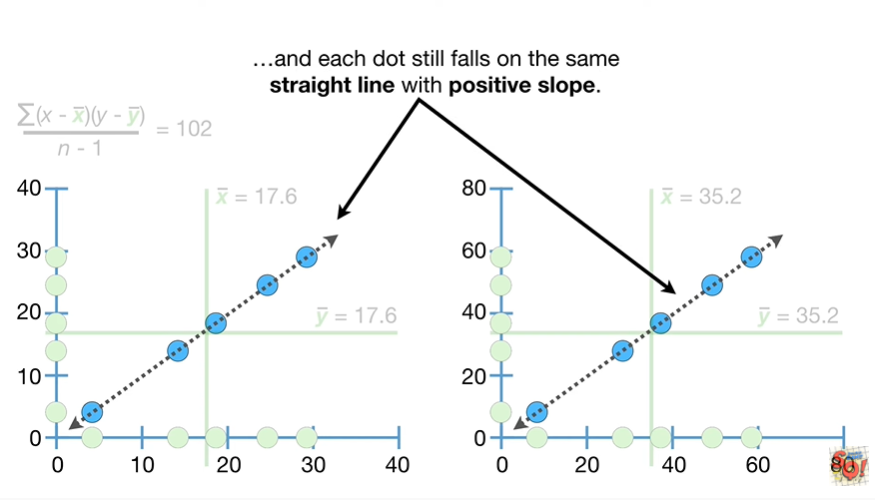 …and each dot still falls on the same
straight line with positive slope.
∑(x - x̄)(y - ȳ)
n - 1
= 102
40
30
20
10
0
0 10 20 30 40
x̄ = 17.6
ȳ = 17.6
80
60
40
20
0
0 20 40 60 80
x̄ = 35.2
ȳ = 35.2